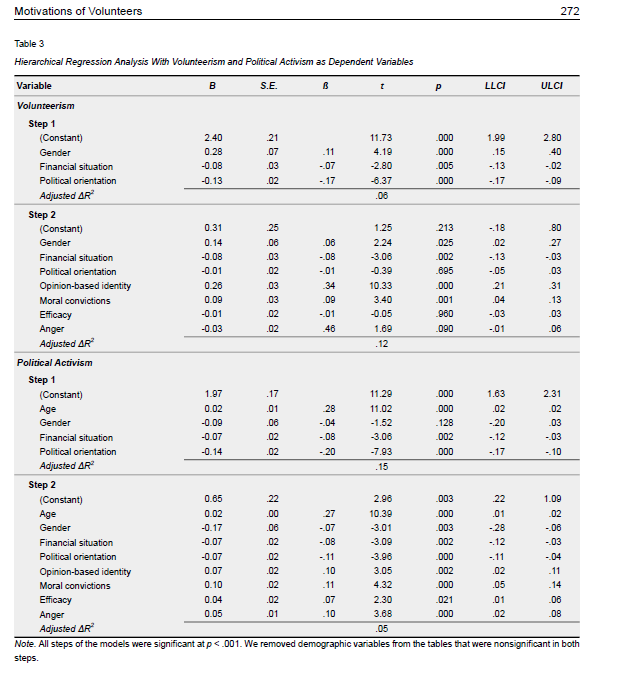 Motivations of Volunteers 272
Table 3
Hierarchical Regression Analysis With Volunteerism and Political Activism as Dependent Variables
Variable B S.E. ß t p LLCI ULCI
Volunteerism
Step 1
(Constant) 2.40 .21 11.73 .000 1.99 2.80
Gender 0.28 .07 .11 4.19 .000 .15 .40
Financial situation -0.08 .03 -.07 -2.80 .005 -.13 -.02
Political orientation -0.13 .02 -.17 -6.37 .000 -.17 -.09
Adjusted ΔR² .06
Step 2
(Constant) 0.31 .25 1.25 .213 -.18 .80
Gender 0.14 .06 .06 2.24 .025 .02 .27
Financial situation -0.08 .03 -.08 -3.06 .002 -.13 -.03
Political orientation -0.01 .02 -.01 -0.39 .695 -.05 .03
Opinion-based identity 0.26 .03 .34 10.33 .000 .21 .31
Moral convictions 0.09 .03 .09 3.40 .001 .04 .13
Efficacy -0.01 .02 -.01 -0.05 .960 -.03 .03
Anger -0.03 .02 .46 1.69 .090 -.01 .06
Adjusted ΔR² .12
Political Activism
Step 1
(Constant) 1.97 .17 11.29 .000 1.63 2.31
Age 0.02 .01 .28 11.02 .000 .02 .02
Gender -0.09 .06 -.04 -1.52 .128 -.20 .03
Financial situation -0.07 .02 -.08 -3.06 .002 -.12 -.03
Political orientation -0.14 .02 -.20 -7.93 .000 -.17 -.10
Adjusted ΔR² .15
Step 2
(Constant) 0.65 .22 2.96 .003 .22 1.09
Age 0.02 .00 .27 10.39 .000 .01 .02
Gender -0.17 .06 -.07 -3.01 .003 -.28 -.06
Financial situation -0.07 .02 -.08 -3.09 .002 -.12 -.03
Political orientation -0.07 .02 -.11 -3.96 .000 -.11 -.04
Opinion-based identity 0.07 .02 .10 3.05 .002 .02 .11
Moral convictions 0.10 .02 .11 4.32 .000 .05 .14
Efficacy 0.04 .02 .07 2.30 .021 .01 .06
Anger 0.05 .01 .10 3.68 .000 .02 .08
Adjusted ΔR² .05
Note. All steps of the models were significant at p < .001. We removed demographic variables from the tables that were nonsignificant in both
steps.